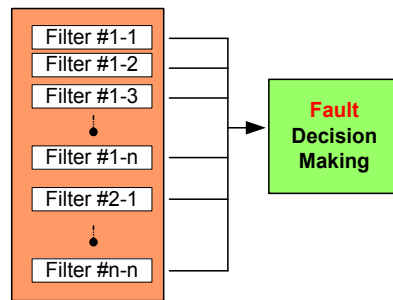 Filter #1-1
Filter #1-2
Filter #1-3
Filter #1-n
Filter #2-1
Filter #n-n
Fault
Decision
Making